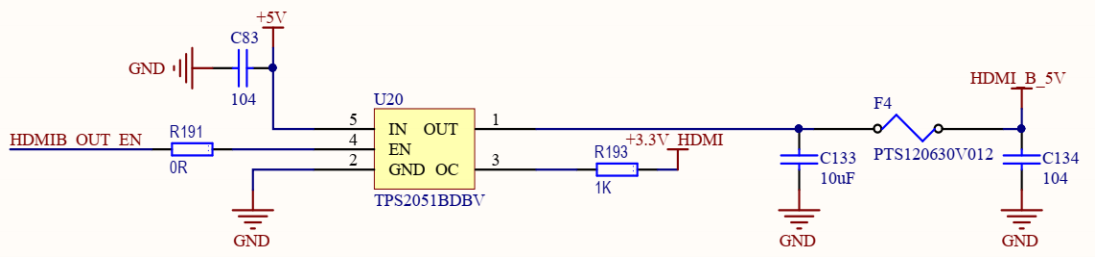 +5V
C83
GND
104
U20
HDMI_B_5V
F4
HDMIB_OUT_EN
R191
0R
5
4
2
IN OUT
EN
GND OC
1
3
+3.3V_HDMI
R193
1K
TPS2051BDBV
PTS120630V012
C133
10uF
C134
104
GND
GND
GND